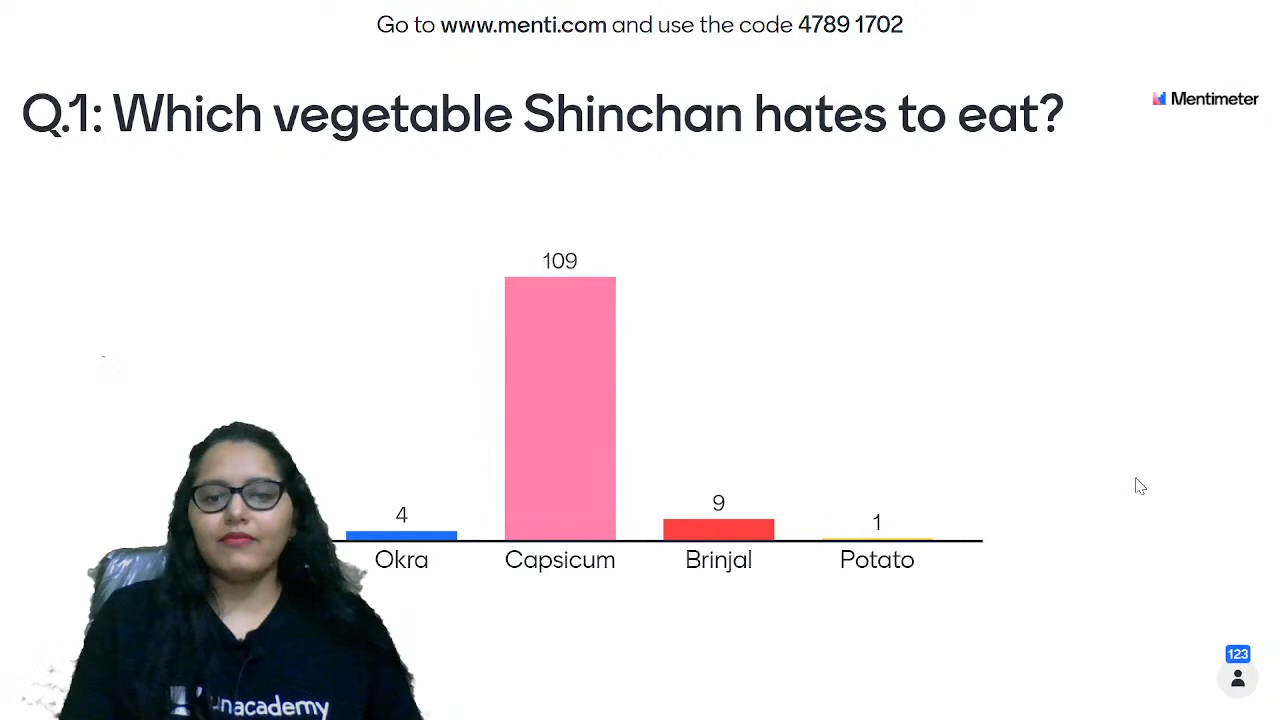 Go to www.menti.com and use the code 4789 1702
Q.1: Which vegetable Shinchan hates to eat?
Mentimeter
109
4
9
1
Okra
Capsicum
Brinjal
Potato
123
unacademy